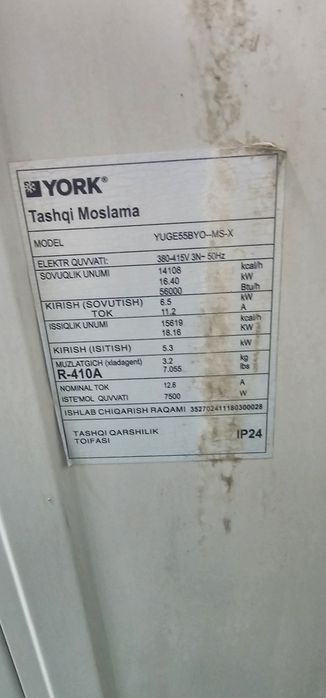 YORK®
Tashqi Moslama
MODEL YUGE55BYO--MS-X
ELEKTR QUVVATI: 380-415V 3N~ 50Hz
SOVUQLIK UNUMI 14108 kcal/h
16.40 kW
56000 Btu/h
KIRISH (SOVUTISH) 6.5 kW
TOK 11.2 A
ISSIQLIK UNUMI 15619 kcal/h
18.16 KW
KIRISH (ISITISH) 5.3 kW
MUZLATGICH (xladagent) 3.2 kg
R-410A 7.055 lbs
NOMINAL TOK 12.6 A
ISTE'MOL QUVVATI 7500 W
ISHLAB CHIQARISH RAQAMI 352702411180300028
TASHQI QARSHILIK IP24
TOIFASI